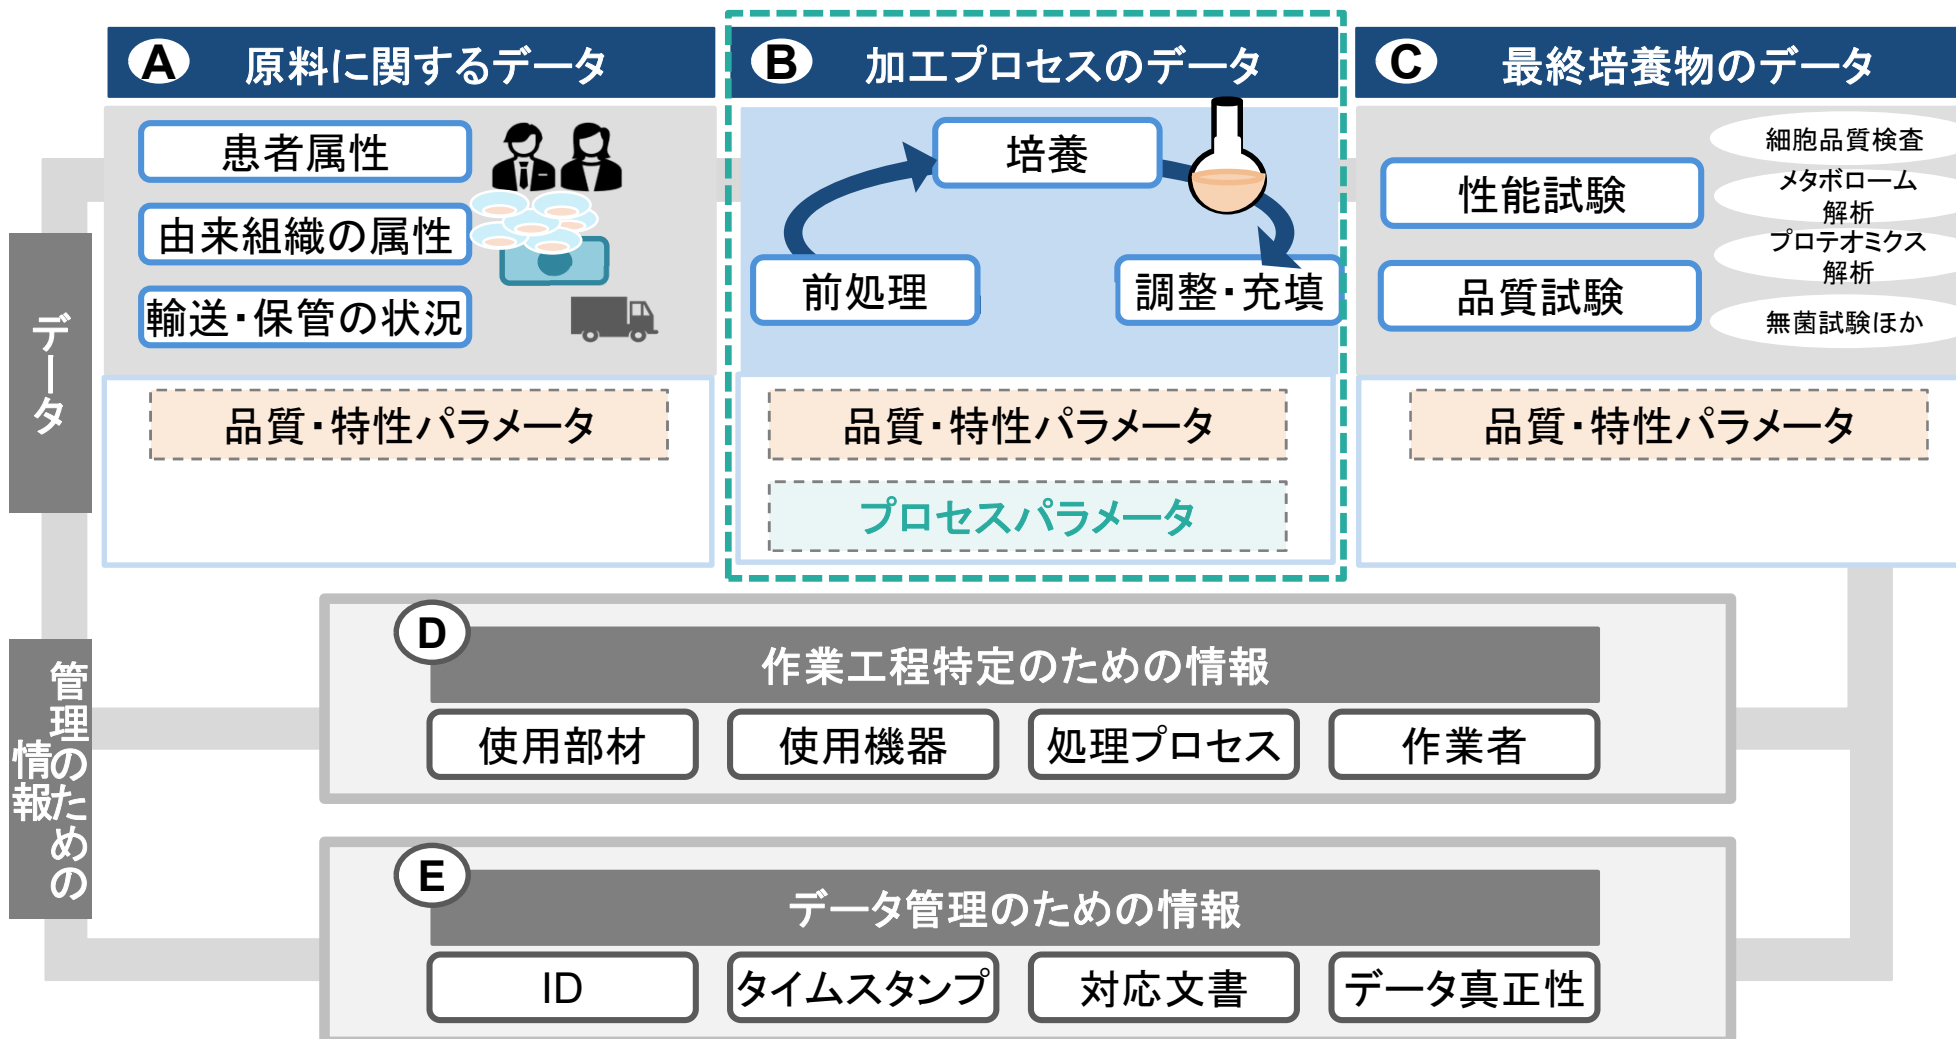 A 原料に関するデータ
患者属性
由来組織の属性
輸送・保管の状況
品質・特性パラメータ
B 加工プロセスのデータ
培養
前処理
調整・充填
品質・特性パラメータ
プロセスパラメータ
C 最終培養物のデータ
性能試験
品質試験
細胞品質検査
メタボローム
解析
プロテオミクス
解析
無菌試験ほか
品質・特性パラメータ
データ
管理のための
情報
D
作業工程特定のための情報
使用部材
使用機器
処理プロセス
作業者
E
データ管理のための情報
ID
タイムスタンプ
対応文書
データ真正性